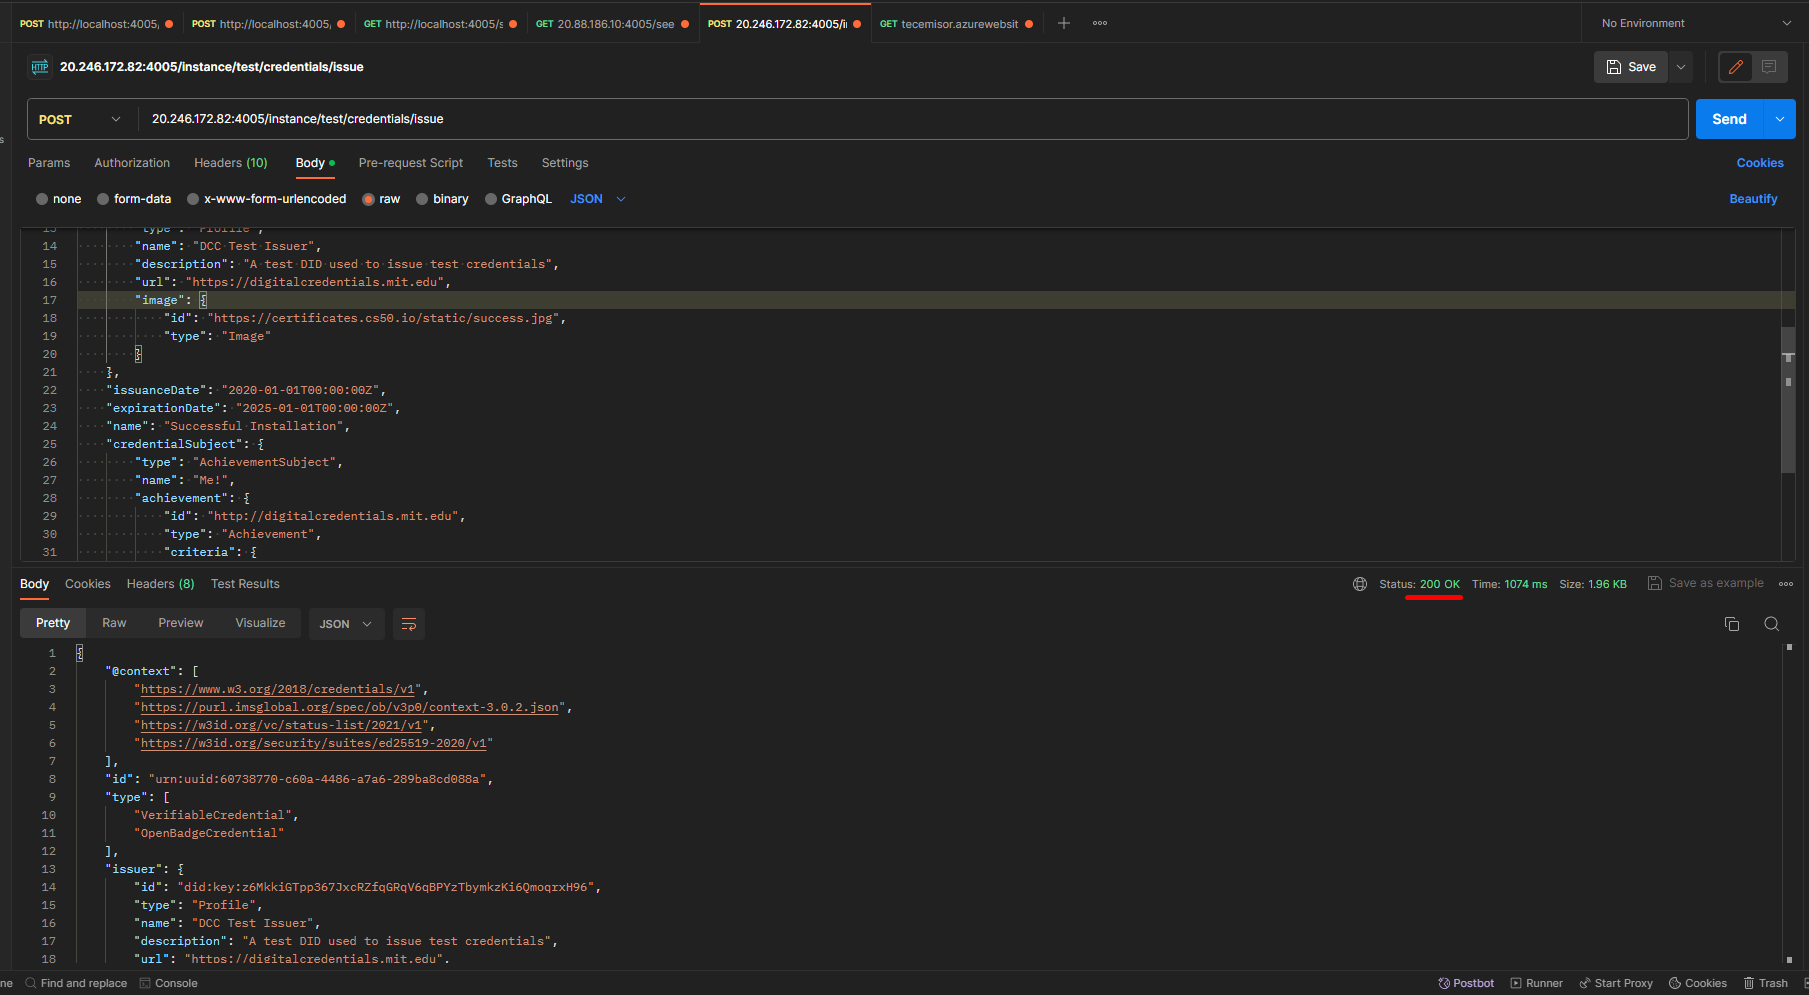 POST http://localhost:4005, POST http://localhost:4005, GET http://localhost:4005/s GET 20.88.186.10:4005/see POST 20.246.172.82:4005/i GET tecemisor.azurewebsit No Environment
HTTP 20.246.172.82:4005/instance/test/credentials/issue Save
POST 20.246.172.82:4005/instance/test/credentials/issue Send
Params Authorization Headers (10) Body Pre-request Script Tests Settings Cookies
none form-data x-www-form-urlencoded raw binary GraphQL JSON Beautify
13 "type": "Profile",
14 "name": "DCC Test Issuer",
15 "description": "A test DID used to issue test credentials",
16 "url": "https://digitalcredentials.mit.edu",
17 "image": {
18 "id": "https://certificates.cs50.io/static/success.jpg",
19 "type": "Image"
20 }
21 },
22 "issuanceDate": "2020-01-01T00:00:00Z",
23 "expirationDate": "2025-01-01T00:00:00Z",
24 "name": "Successful Installation",
25 "credentialSubject": {
26 "type": "AchievementSubject",
27 "name": "Me!",
28 "achievement": {
29 "id": "http://digitalcredentials.mit.edu",
30 "type": "Achievement",
31 "criteria": {
Body Cookies Headers (8) Test Results Status: 200 OK Time: 1074 ms Size: 1.96 KB Save as example
Pretty Raw Preview Visualize JSON
1 {
2 "@context": [
3 "https://www.w3.org/2018/credentials/v1",
4 "https://purl.imsglobal.org/spec/ob/v3p0/context-3.0.2.json",
5 "https://w3id.org/vc/status-list/2021/v1",
6 "https://w3id.org/security/suites/ed25519-2020/v1"
7 ],
8 "id": "urn:uuid:60738770-c60a-4486-a7a6-289ba8cd088a",
9 "type": [
10 "VerifiableCredential",
11 "OpenBadgeCredential"
12 ],
13 "issuer": {
14 "id": "did:key:z6MkkiGTpp367JxcRZfqGRqV6qBPYzTbymkzKi6QmoqrxH96",
15 "type": "Profile",
16 "name": "DCC Test Issuer",
17 "description": "A test DID used to issue test credentials",
18 "url": "https://digitalcredentials.mit.edu".
ne Find and replace Console Postbot Runner Start Proxy Cookies Trash